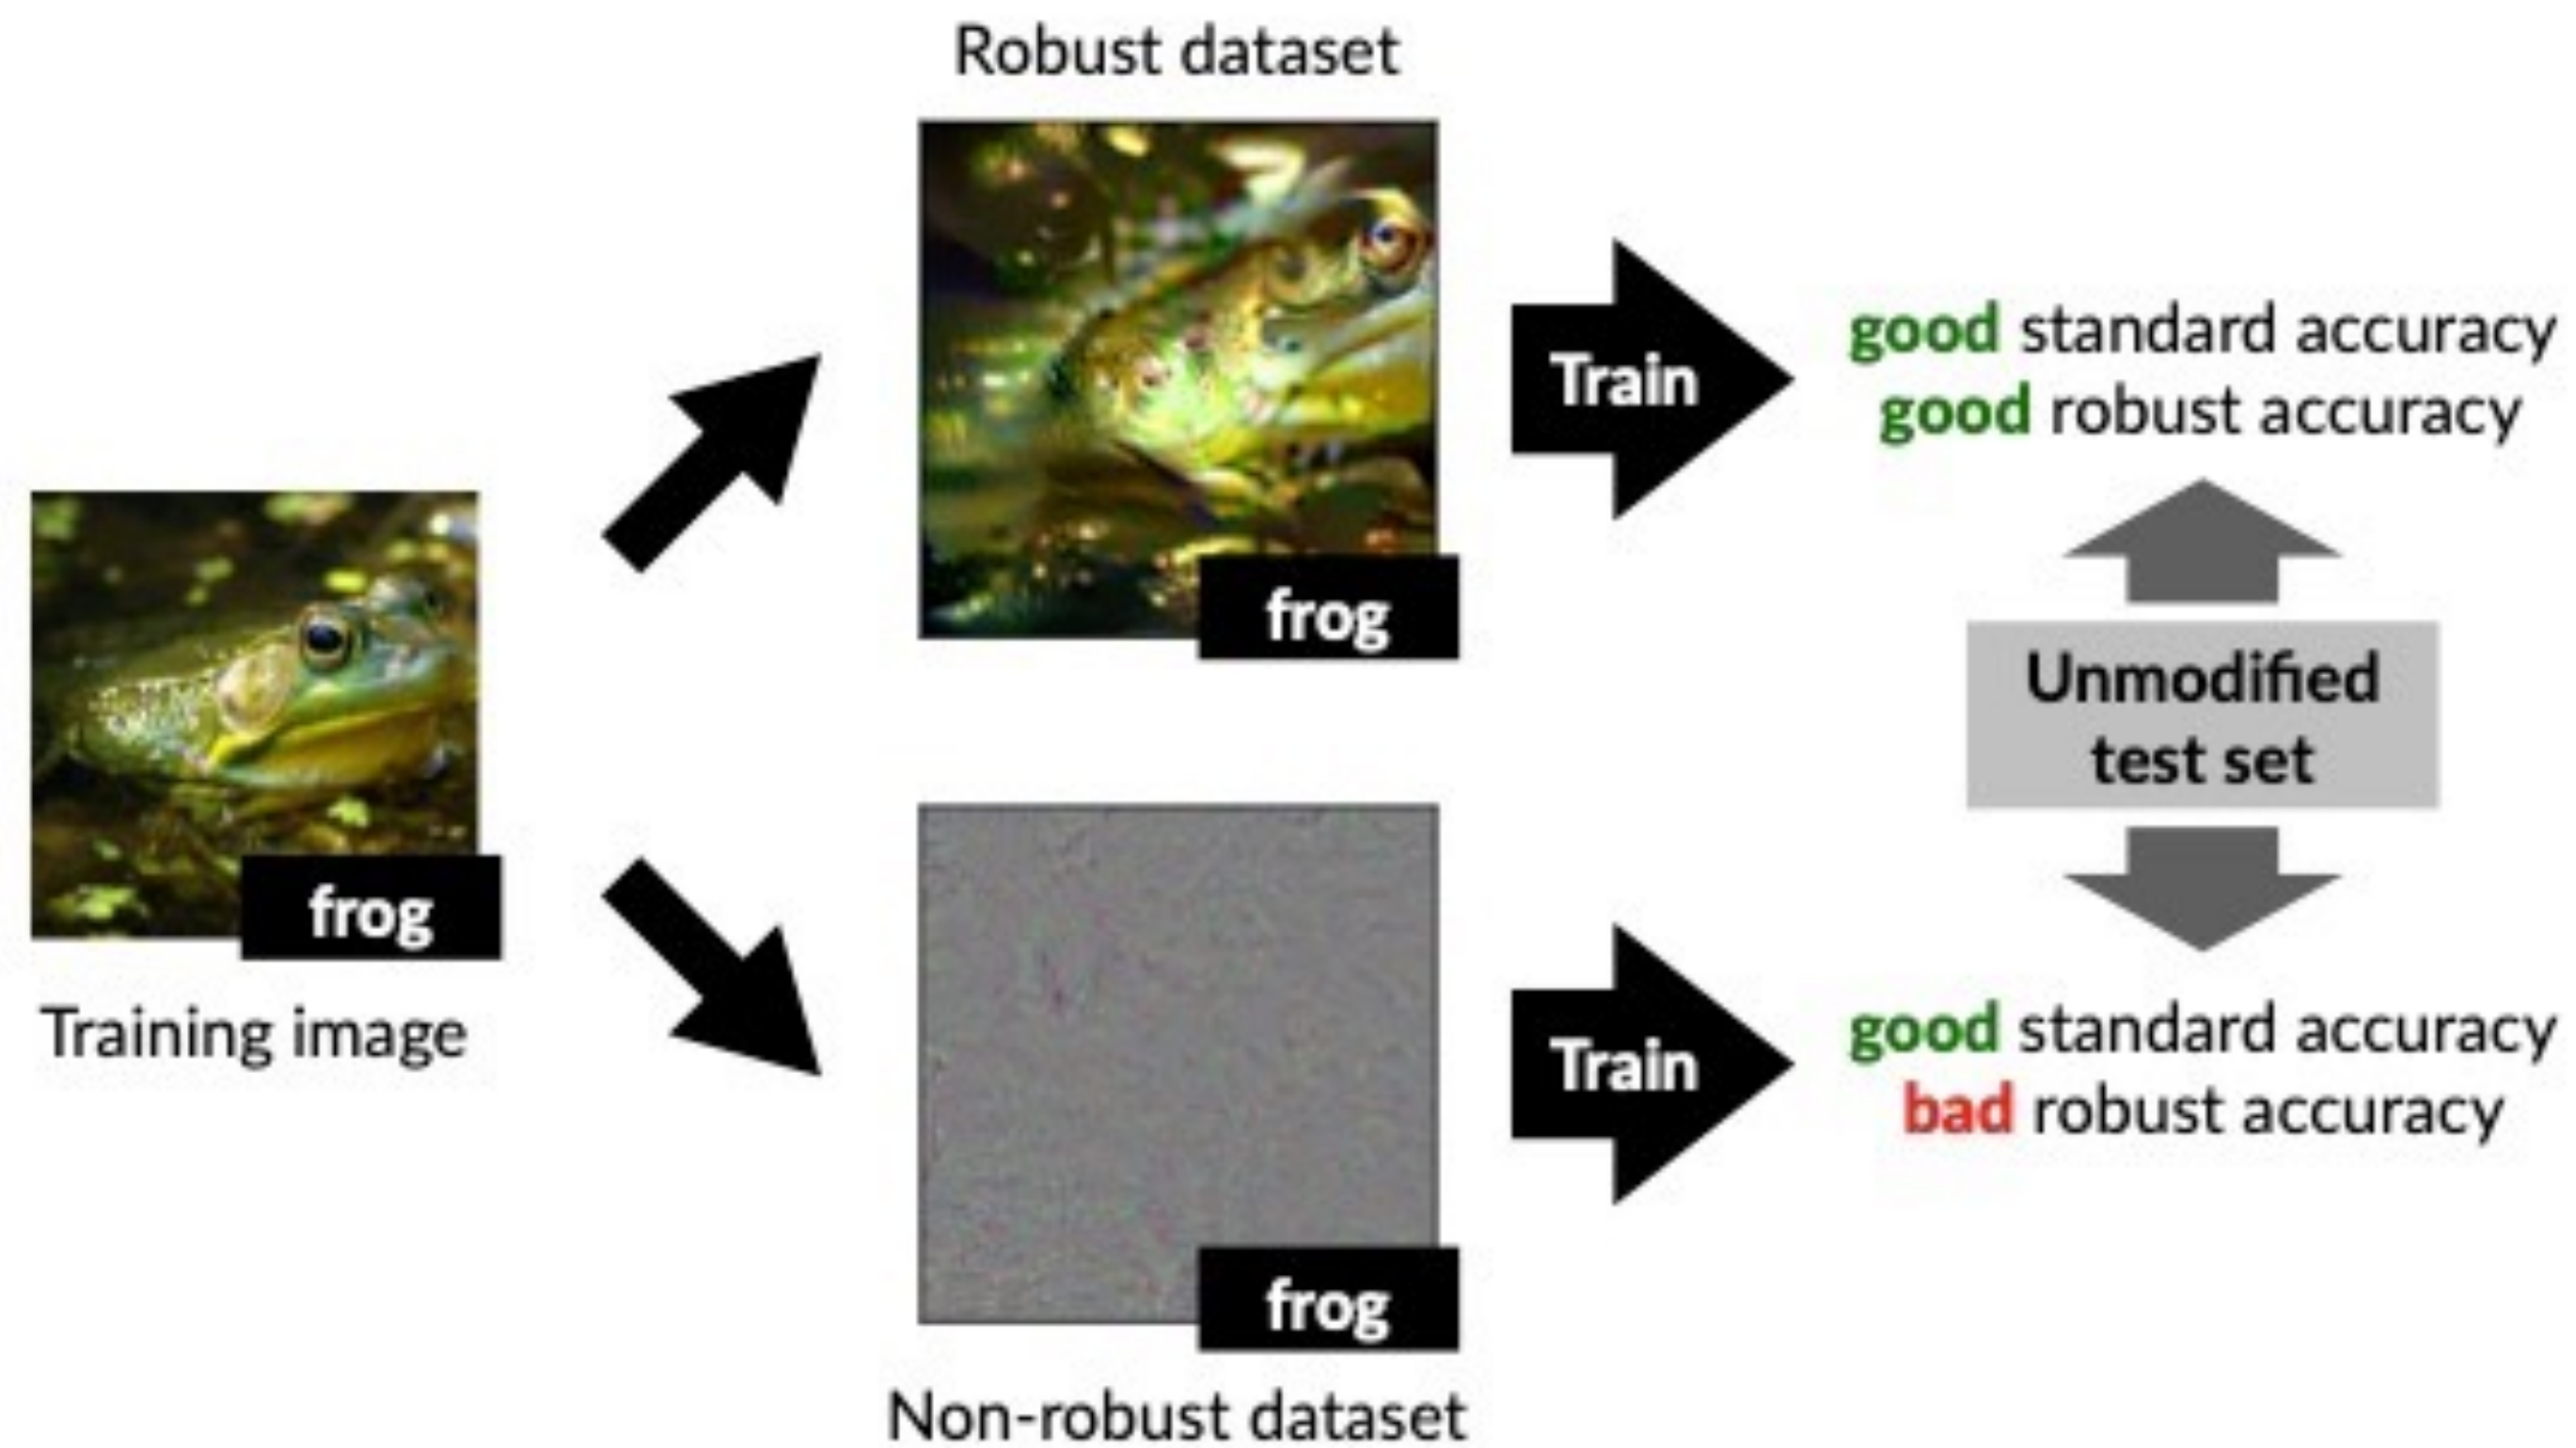 Robust dataset
frog
Train
good standard accuracy
good robust accuracy
frog
Training image
Unmodified
test set
frog
Non-robust dataset
Train
good standard accuracy
bad robust accuracy